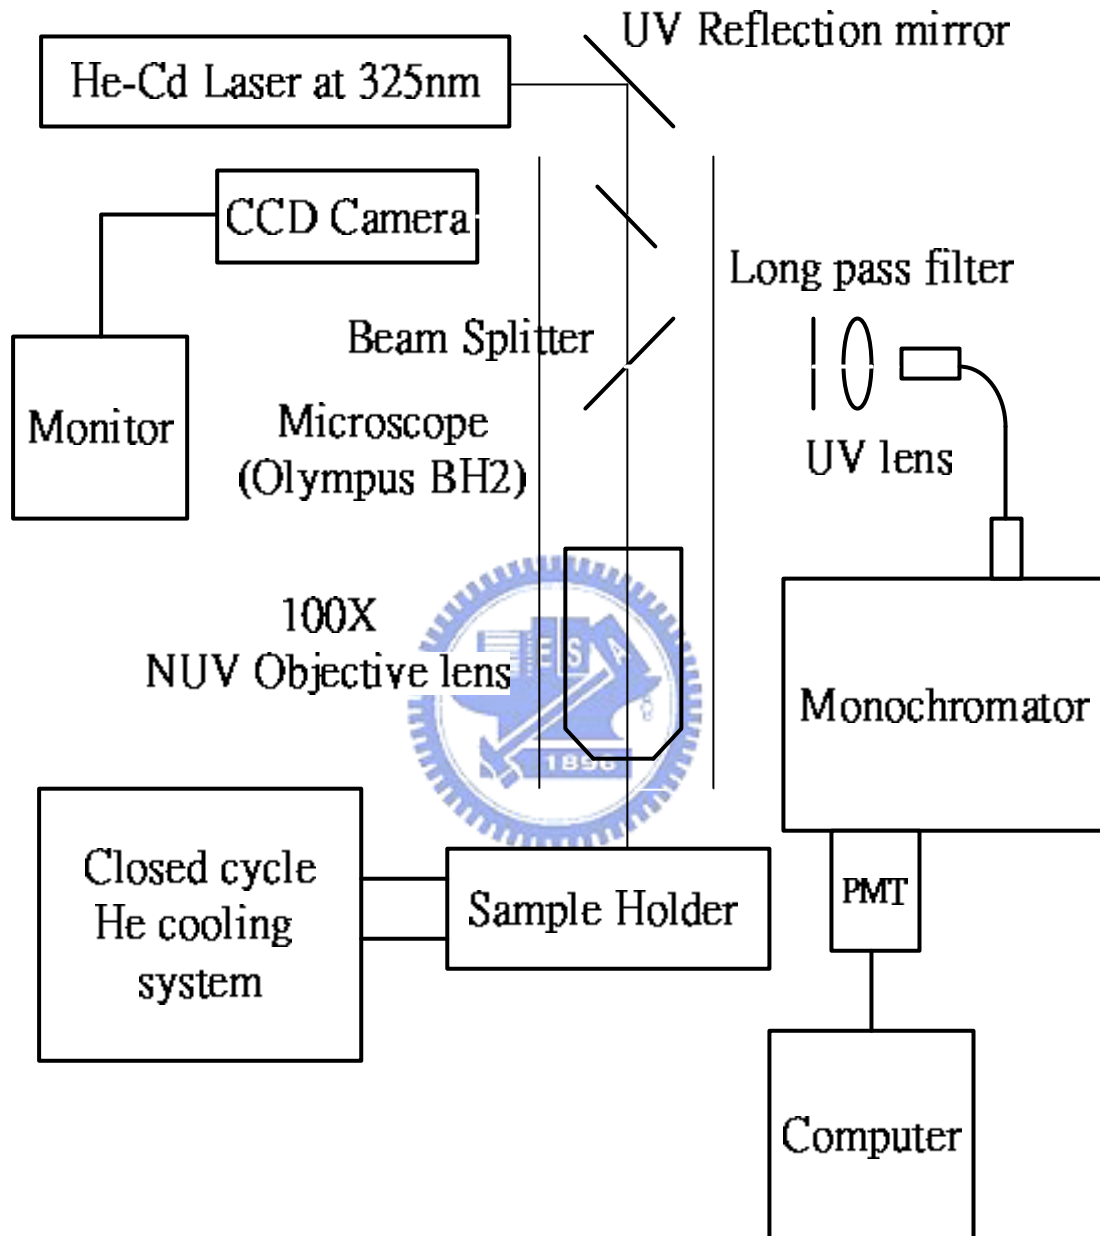 UV Reflection mirror
He-Cd Laser at 325nm
CCD Camera
Long pass filter
Beam Splitter
Monitor
Microscope
(Olympus BH2)
UV lens
100X
NUV Objective lens
E S A
1896
Monochromator
Closed cycle
He cooling
system
Sample Holder
PMT
Computer